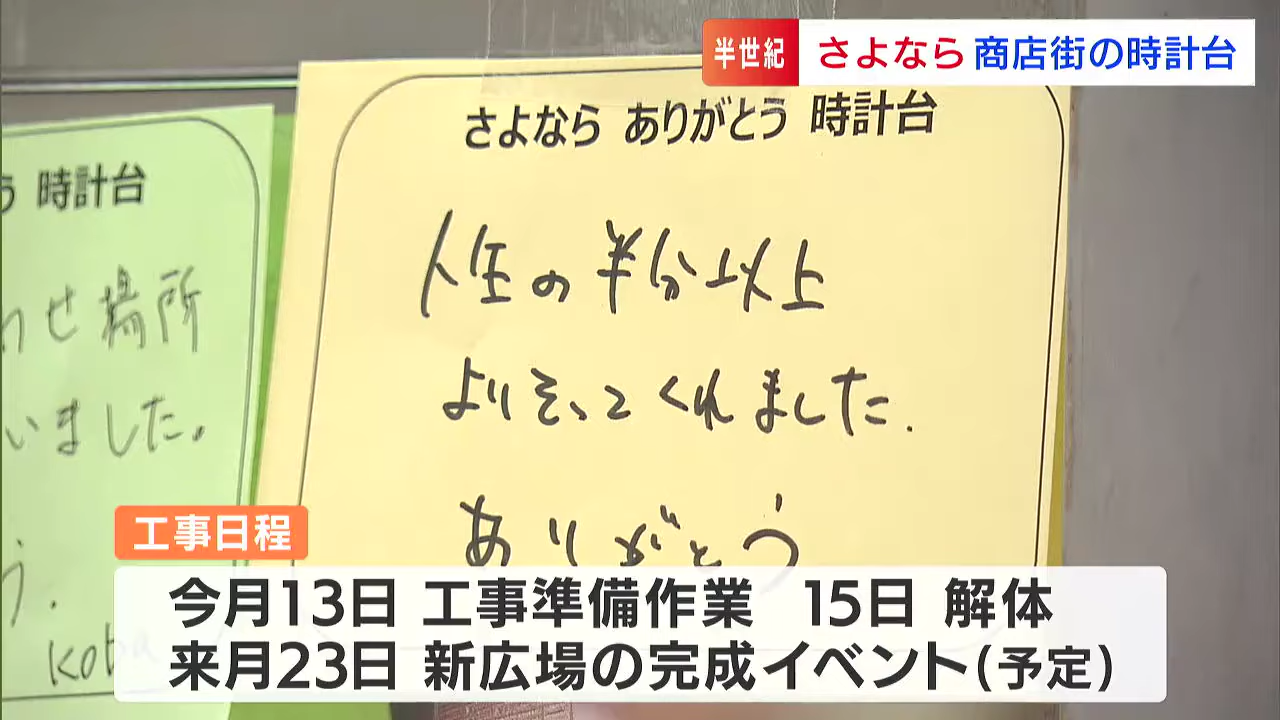 半世紀 さよなら 商店街の時計台
さよなら ありがとう 時計台
人生の半分以上
よりそってくれました.
ありがとう
う 時計台
わせ場所
いました。
う.
koba
工事日程
今月13日 工事準備作業 15日 解体
来月23日 新広場の完成イベント(予定)